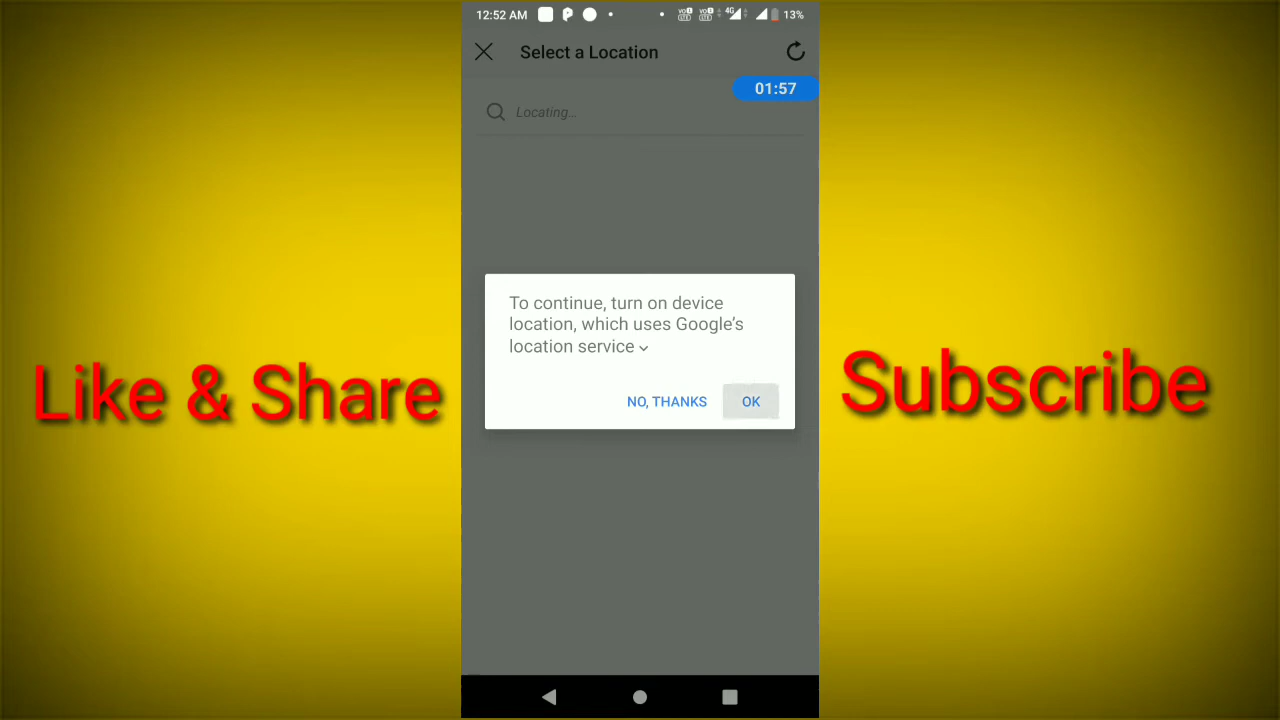 12:52 AM
4G
13%
Select a Location
01:57
Locating...
To continue, turn on device
location, which uses Google's
location service
NO, THANKS
OK
Like & Share
Subscribe